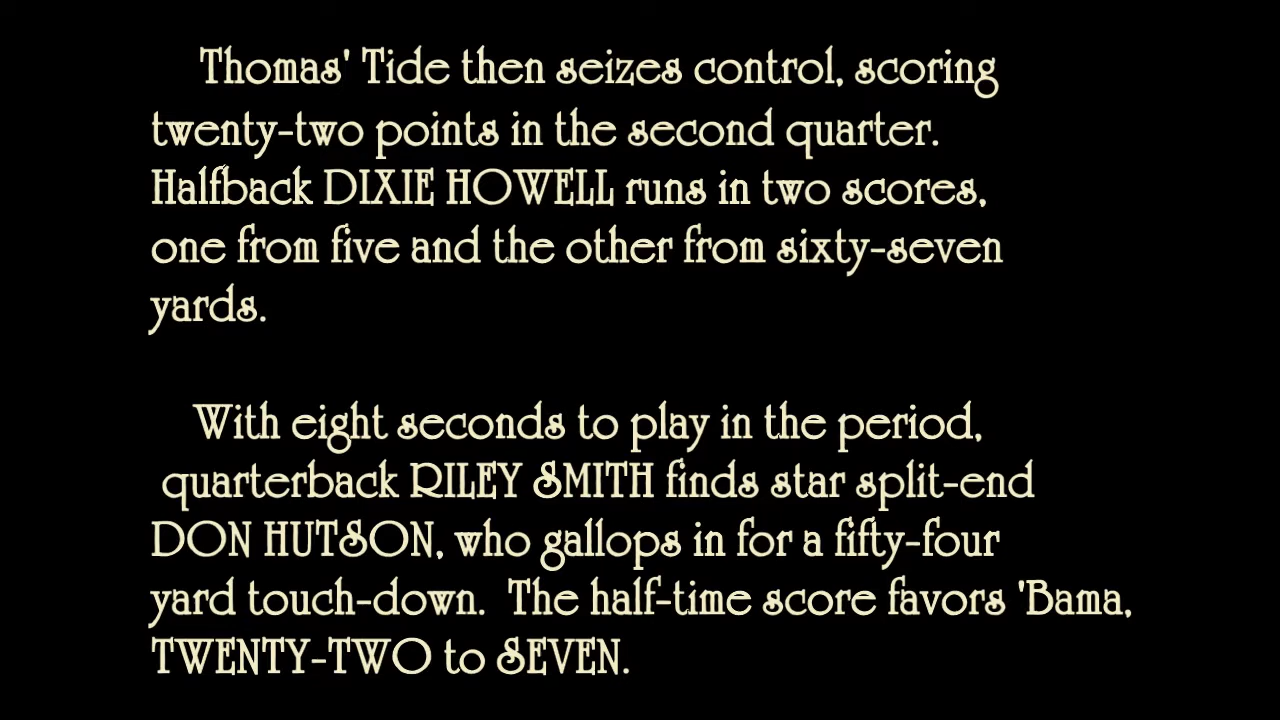 Thomas' Tide then seizes control, scoring
twenty-two points in the second quarter.
Halfback DIXIE HOWELL runs in two scores,
one from five and the other from sixty-seven
yards.
With eight seconds to play in the period,
quarterback RILEY SMITH finds star split-end
DON HUTSON, who gallops in for a fifty-four
yard touch-down. The half-time score favors 'Bama,
TWENTY-TWO to SEVEN.